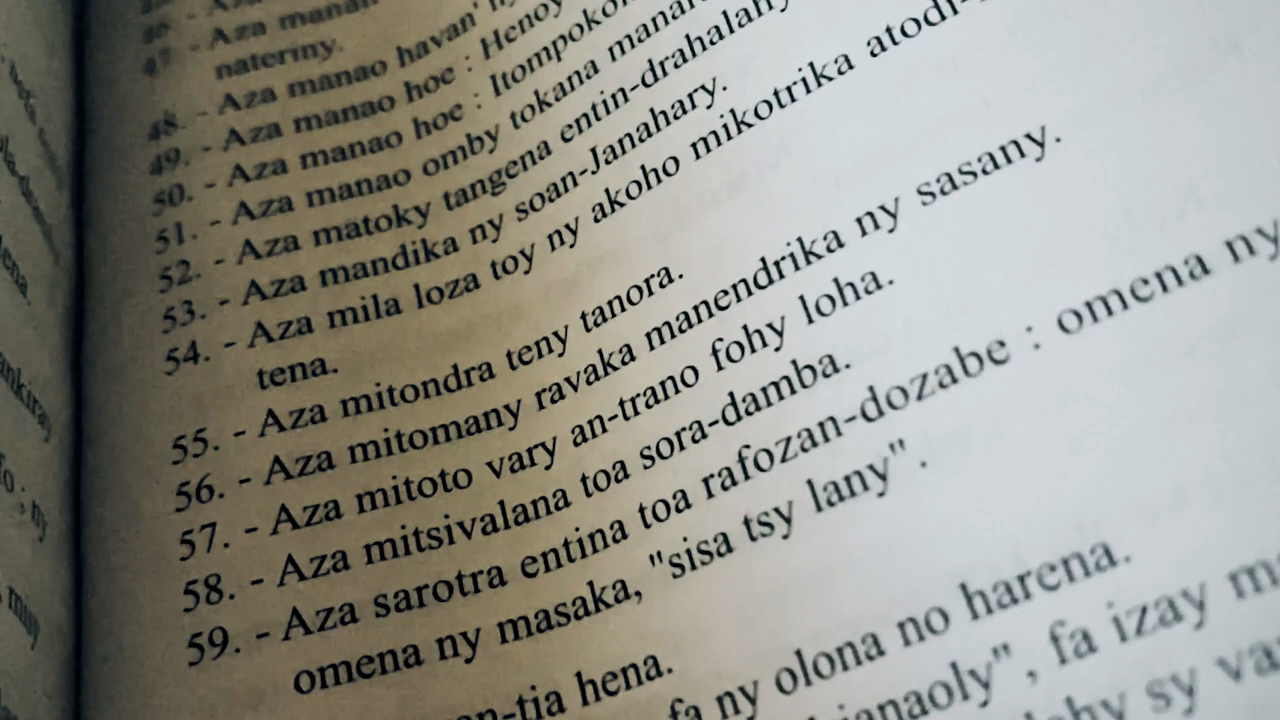 47. - Aza manan
nateriny.
48. - Aza manao havan'
49. - Aza manao hoe : Henoy
50. - Aza manao hoe : Itompoko
51. - Aza manao omby tokana manan
52. - Aza matoky tangena entin-drahalahy
53. - Aza mandika ny soan-Janahary.
54. - Aza mila loza toy ny akoho mikotrika atodi-
tena.
55. - Aza mitondra teny tanora.
56. - Aza mitomany ravaka manendrika ny sasany.
57. - Aza mitoto vary an-trano fohy loha.
58. - Aza mitsivalana toa sora-damba.
59. - Aza sarotra entina toa rafozan-dozabe : omena ny
omena ny masaka, "sisa tsy lany".
an-tia hena.
fa ny olona no harena.
janaoly", fa izay m
sy va